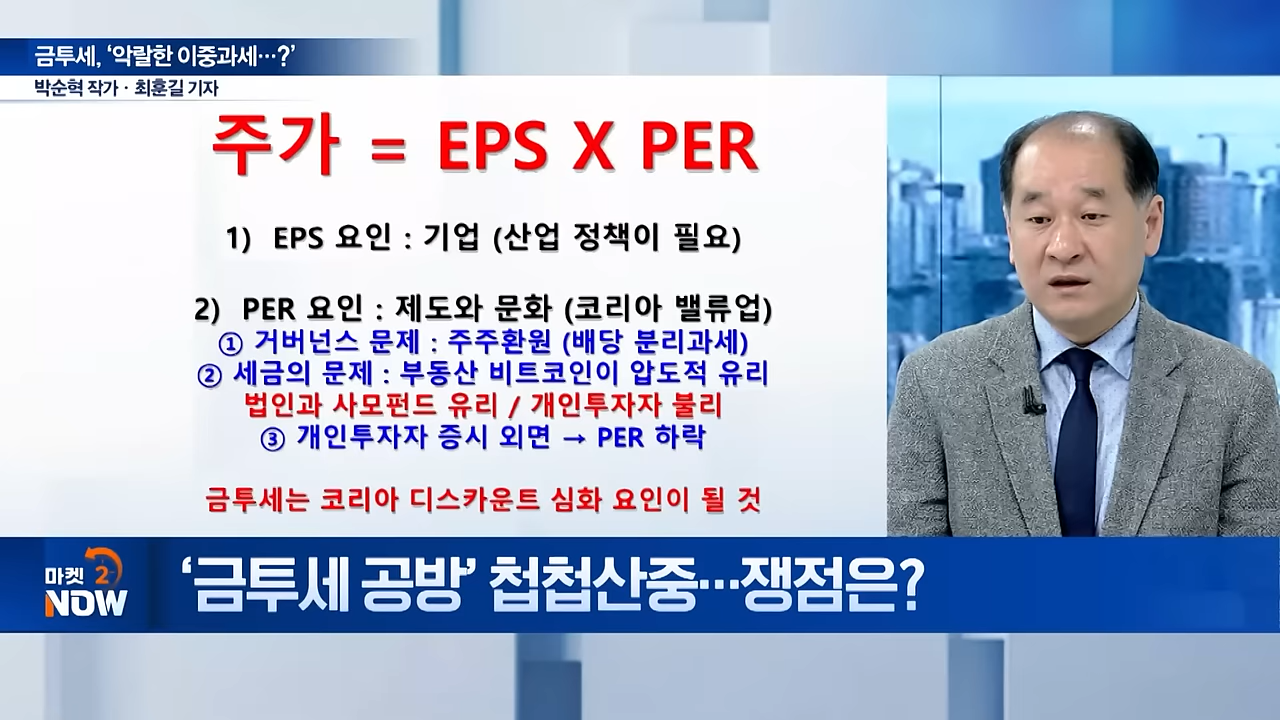 금투세, ‘악랄한 이중과세…?’
박순혁 작가 · 최훈길 기자
주가 = EPS X PER
1) EPS 요인 : 기업 (산업 정책이 필요)
2) PER 요인 : 제도와 문화 (코리아 밸류업)
① 거버넌스 문제 : 주주환원 (배당 분리과세)
② 세금의 문제 : 부동산 비트코인이 압도적 유리
법인과 사모펀드 유리 / 개인투자자 불리
③ 개인투자자 증시 외면 → PER 하락
금투세는 코리아 디스카운트 심화 요인이 될 것
마켓 2
NOW
‘금투세 공방’ 첩첩산중…쟁점은?